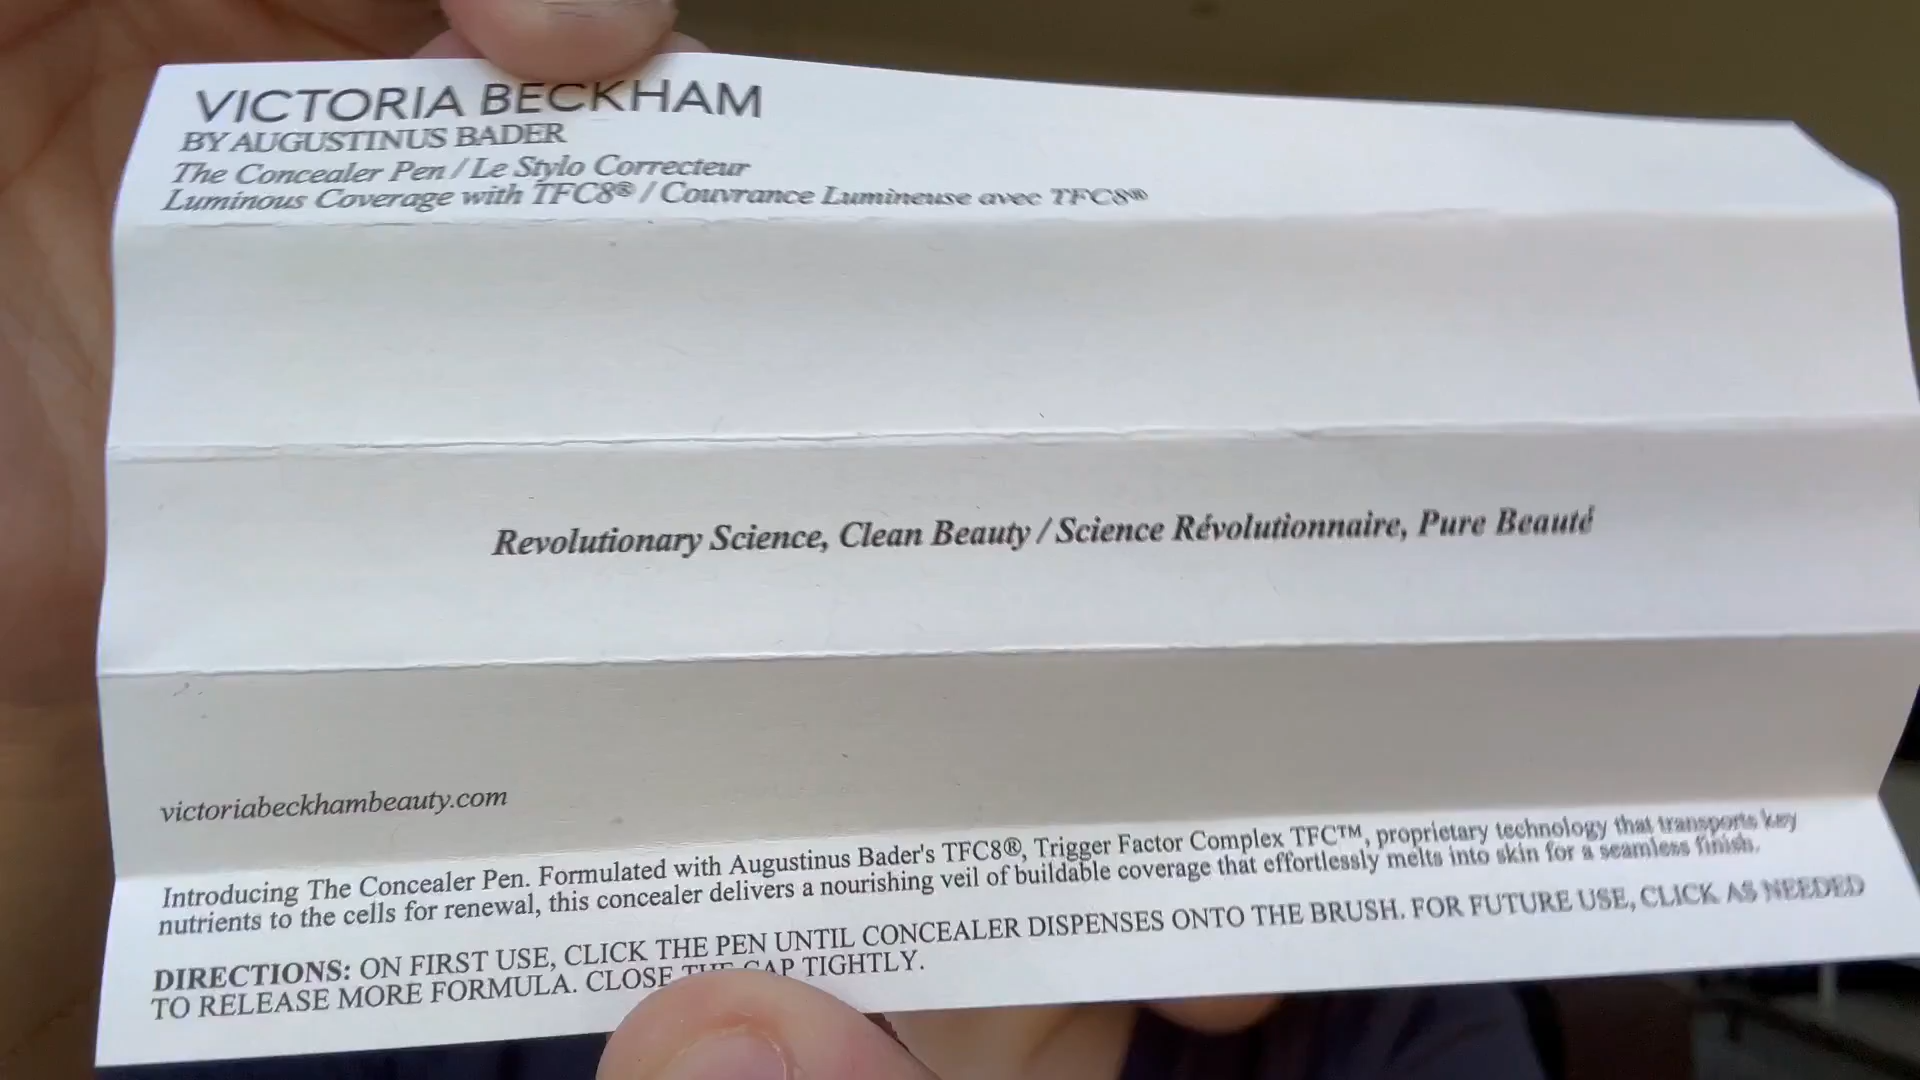 VICTORIA BECKHAM
BY AUGUSTINUS BADER
The Concealer Pen / Le Stylo Correcteur
Luminous Coverage with TFC8® / Couvrance Lumineuse avec TFC8®
Revolutionary Science, Clean Beauty / Science Révolutionnaire, Pure Beauté
victoriabeckhambeauty.com
Introducing The Concealer Pen. Formulated with Augustinus Bader's TFC8®, Trigger Factor Complex TFC™, proprietary technology that transports key
nutrients to the cells for renewal, this concealer delivers a nourishing veil of buildable coverage that effortlessly melts into skin for a seamless finish.
DIRECTIONS: ON FIRST USE, CLICK THE PEN UNTIL CONCEALER DISPENSES ONTO THE BRUSH. FOR FUTURE USE, CLICK AS NEEDED
TO RELEASE MORE FORMULA. CLOSE THE CAP TIGHTLY.